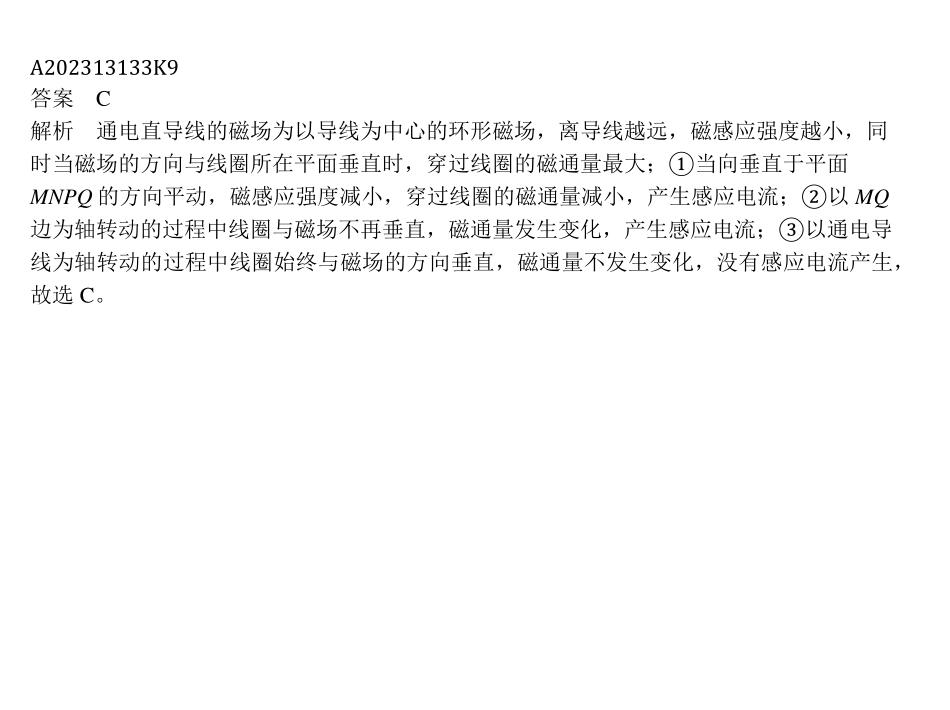 A202313133K9
答案 C
解析 通电直导线的磁场为以导线为中心的环形磁场，离导线越远，磁感应强度越小，同
时当磁场的方向与线圈所在平面垂直时，穿过线圈的磁通量最大；①当向垂直于平面
MNPQ 的方向平动，磁感应强度减小，穿过线圈的磁通量减小，产生感应电流；②以 MQ
边为轴转动的过程中线圈与磁场不再垂直，磁通量发生变化，产生感应电流；③以通电导
线为轴转动的过程中线圈始终与磁场的方向垂直，磁通量不发生变化，没有感应电流产生，
故选 C。